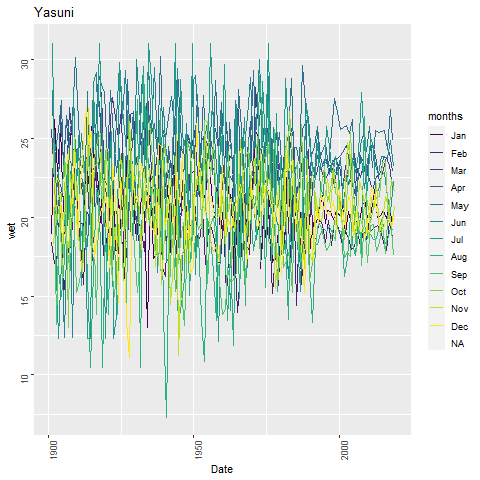 Yasuni
30
25
20
15
10
wet
1900
1950
2000
Date
months
Jan
Feb
Mar
Apr
May
Jun
Jul
Aug
Sep
Oct
Nov
Dec
NA